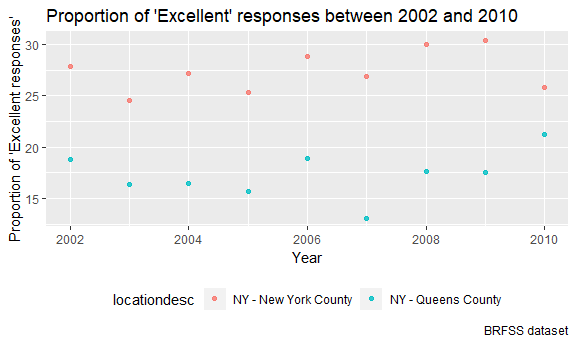 Proportion of 'Excellent' responses between 2002 and 2010
Proportion of 'Excellent responses'
30
25
20
15
2002 2004 2006 2008 2010
Year
locationdesc NY - New York County NY - Queens County
BRFSS dataset